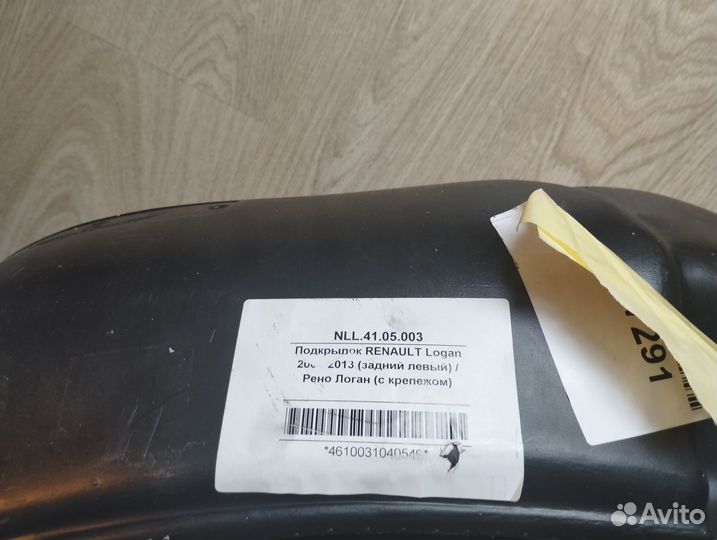 NLL.41.05.003
Подкрылок RENAULT Logan
2013 (задний левый) /
Рено Логан (с крепежом)
291
Avito